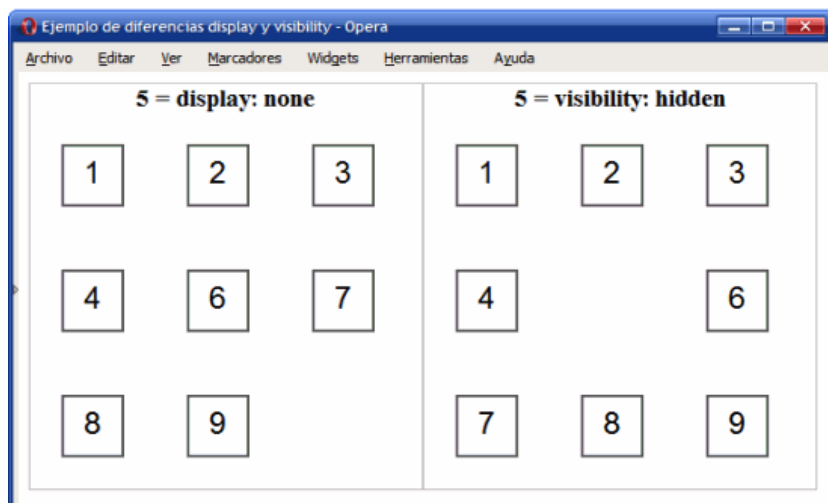 Ejemplo de diferencias display y visibility - Opera
Archivo Editar Ver Marcadores Widgets Herramientas Ayuda
5 = display: none
1 2 3
4 6 7
8 9
5 = visibility: hidden
1 2 3
4 6
7 8 9